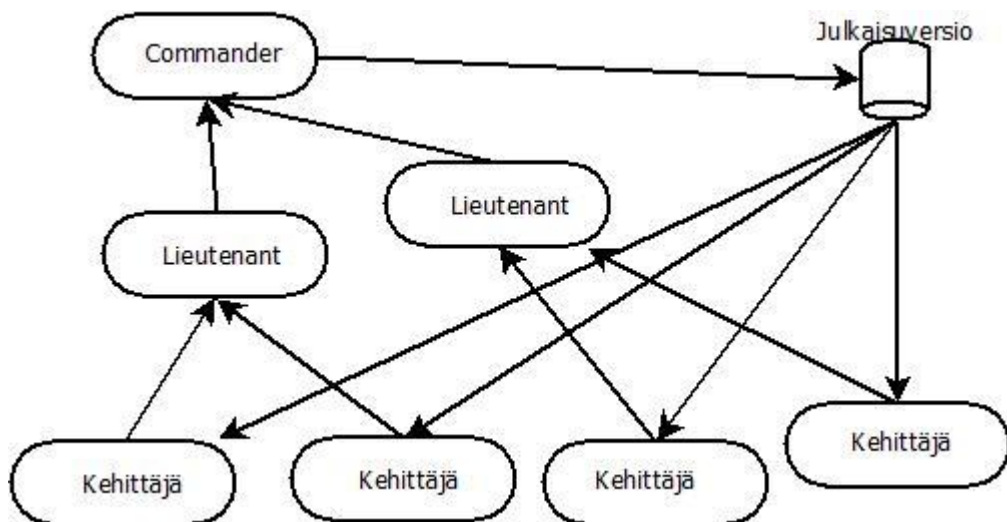 Julkaisuversio
Commander
Lieutenant
Lieutenant
Kehittäjä
Kehittäjä
Kehittäjä
Kehittäjä